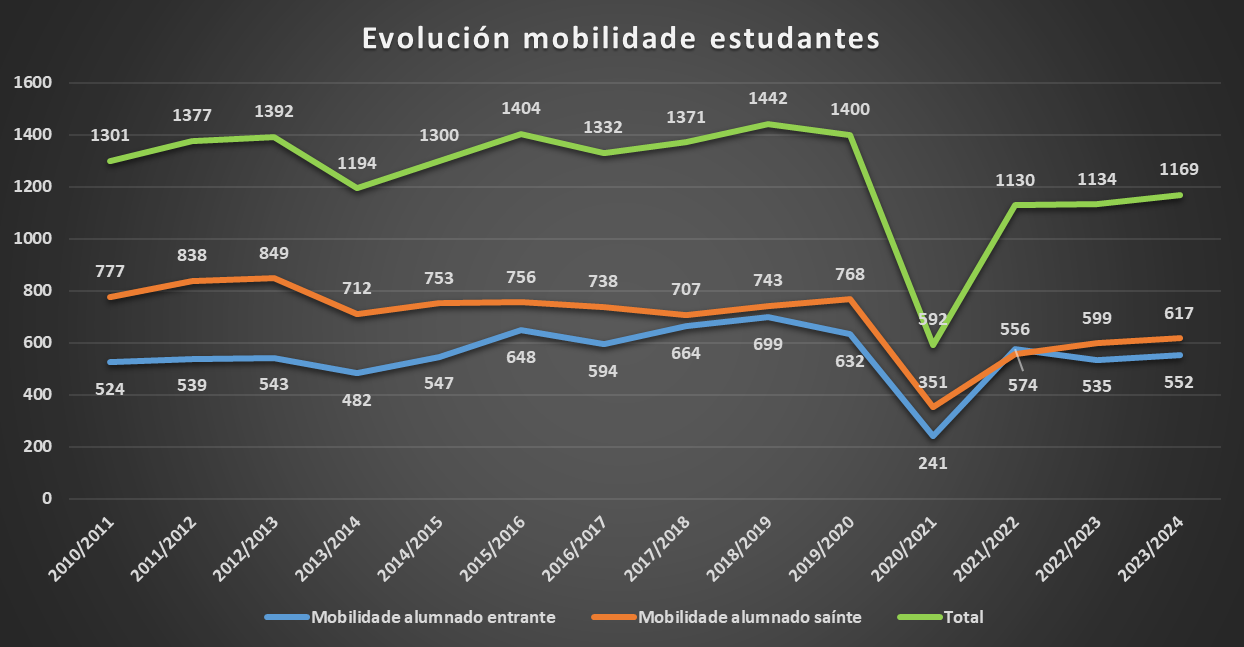 Evolución mobilidade estudantes
1600
1400
1200
1000
800
600
400
200
0
1301 1377 1392 1194 1300 1404 1332 1371 1442 1400 592 1130 1134 1169
777 838 849 712 753 756 738 707 743 768 351 556 599 617
524 539 543 482 547 648 594 664 699 632 241 574 535 552
2010/2011 2011/2012 2012/2013 2013/2014 2014/2015 2015/2016 2016/2017 2017/2018 2018/2019 2019/2020 2020/2021 2021/2022 2022/2023 2023/2024
Mobilidade alumnado entrante Mobilidade alumnado saínte Total